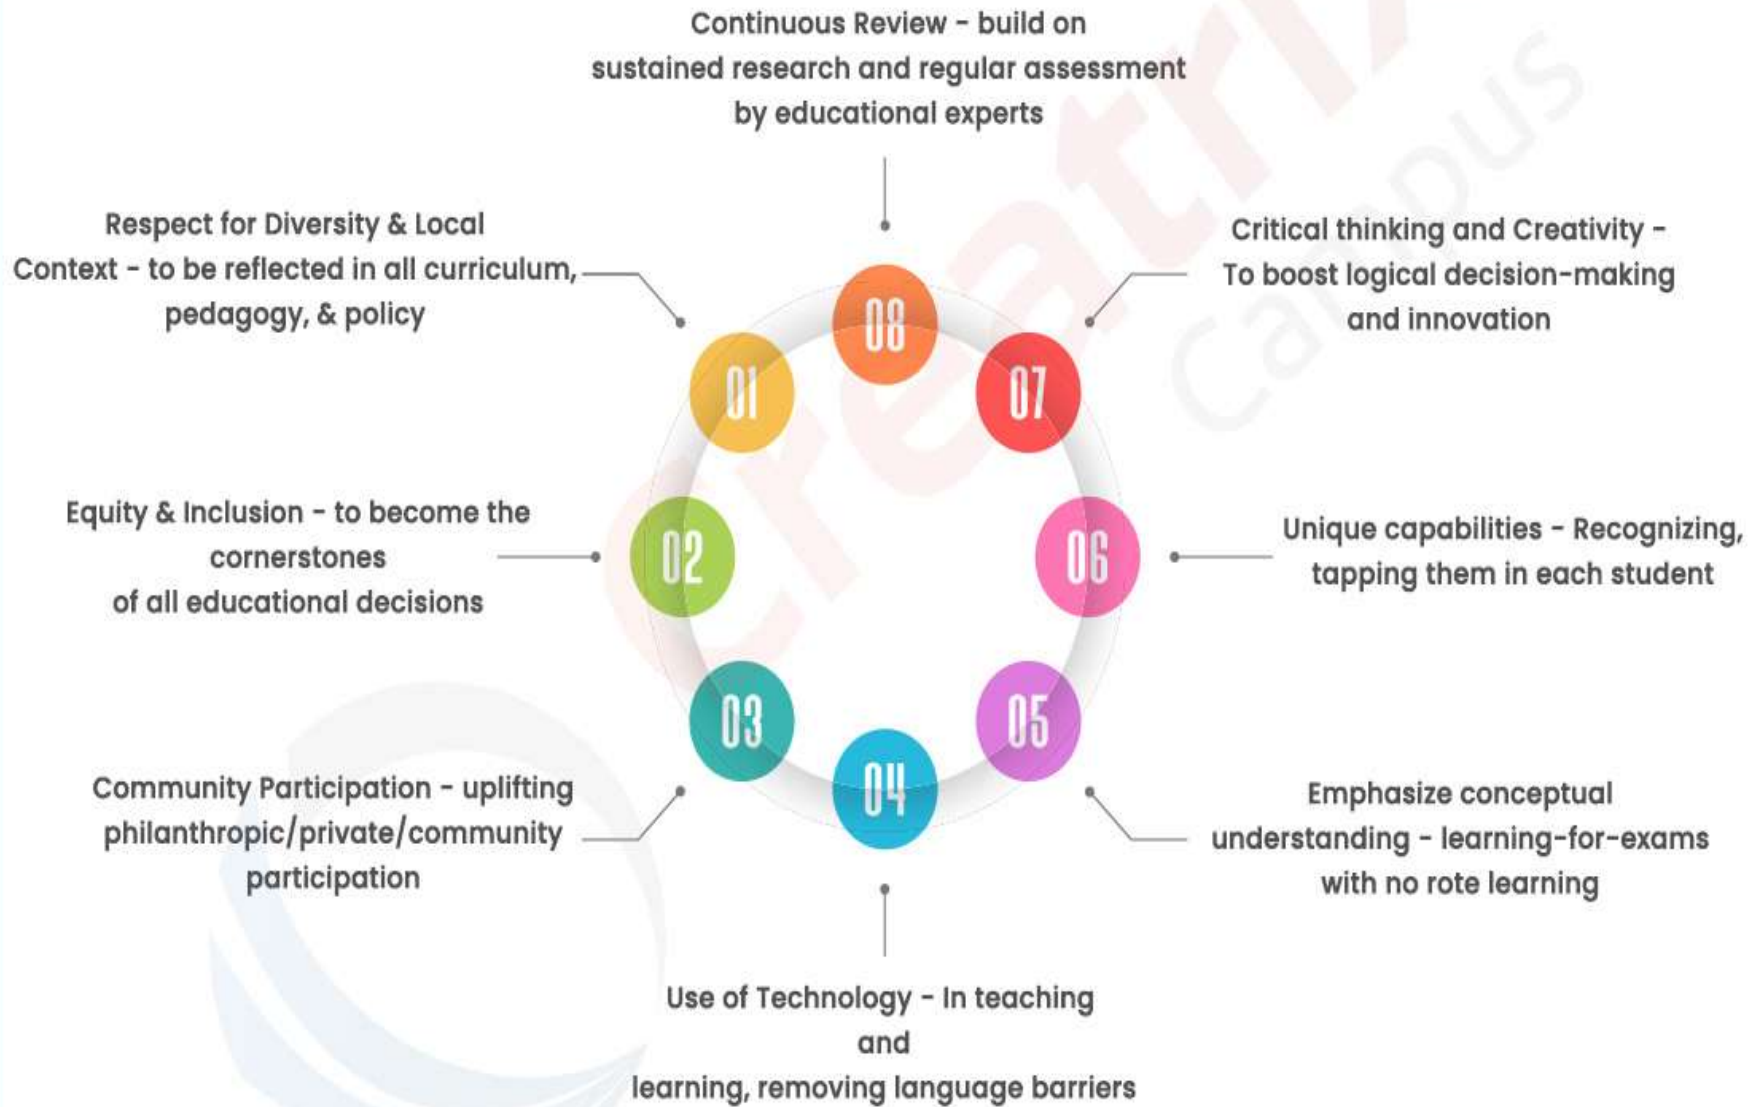 Continuous Review - build on
sustained research and regular assessment
by educational experts
Respect for Diversity & Local
Context - to be reflected in all curriculum,
pedagogy, & policy
Critical thinking and Creativity -
To boost logical decision-making
and innovation
08
01
07
Equity & Inclusion - to become the
cornerstones
of all educational decisions
02
06
Unique capabilities - Recognizing,
tapping them in each student
03
05
04
Community Participation - uplifting
philanthropic/private/community
participation
Emphasize conceptual
understanding - learning-for-exams
with no rote learning
Use of Technology - In teaching
and
learning, removing language barriers
creatrix
Campus